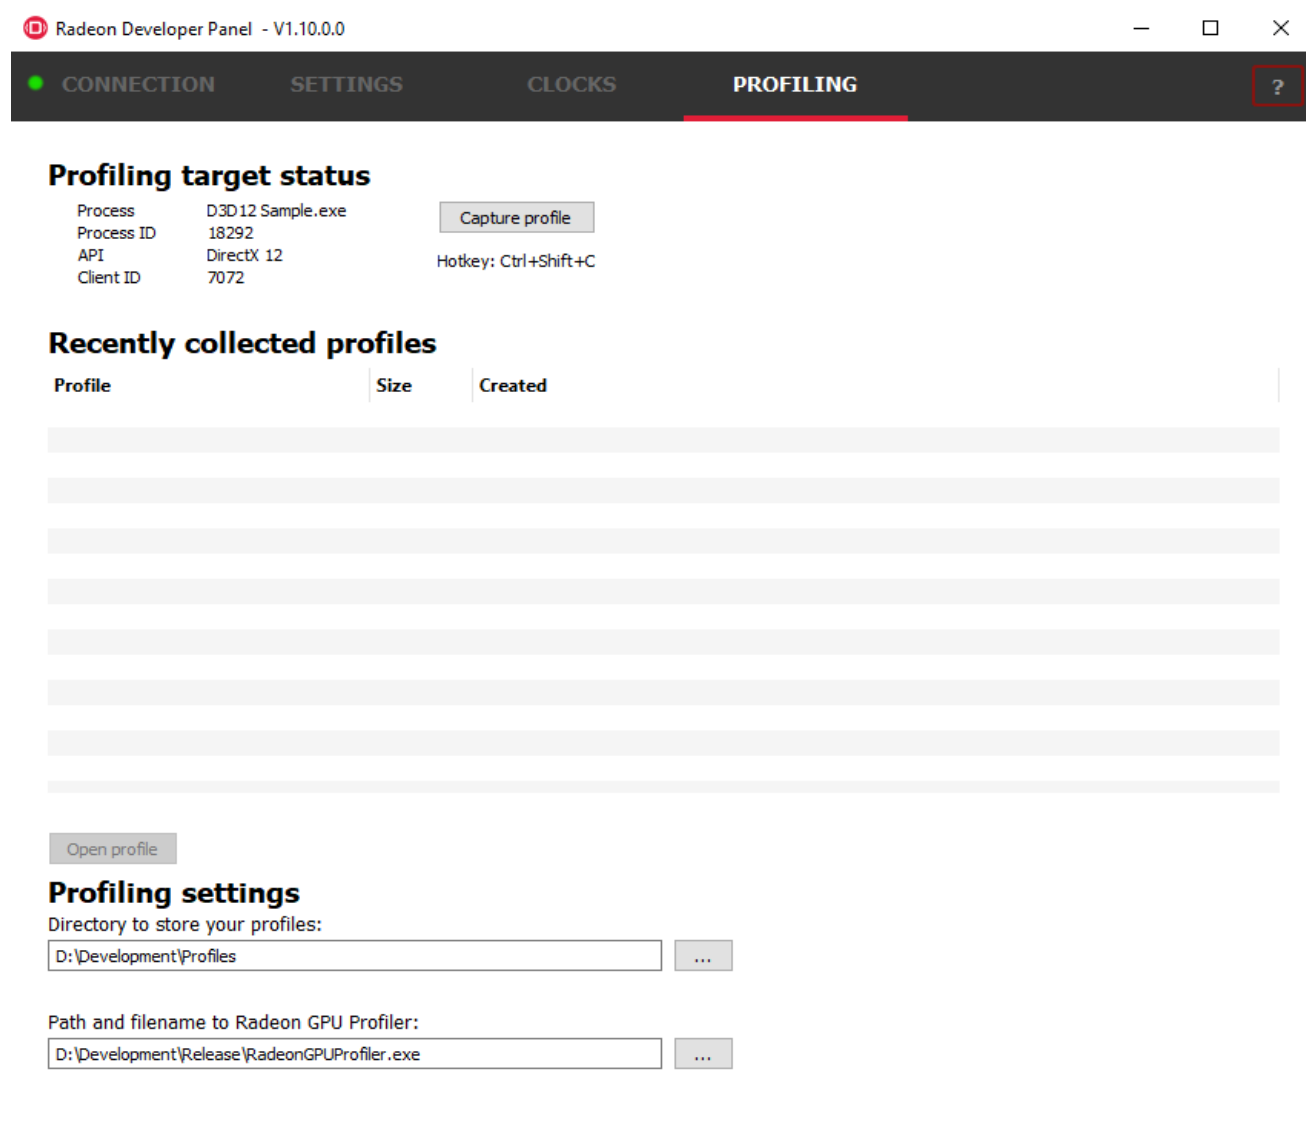 Radeon Developer Panel - V1.10.0.0
CONNECTION SETTINGS CLOCKS PROFILING ?
Profiling target status
Process D3D12 Sample.exe Capture profile
Process ID 18292
API DirectX 12 Hotkey: Ctrl+Shift+C
Client ID 7072
Recently collected profiles
Profile Size Created
Open profile
Profiling settings
Directory to store your profiles:
D:\Development\Profiles ...
Path and filename to Radeon GPU Profiler:
D:\Development\Release\RadeonGPUProfiler.exe ...